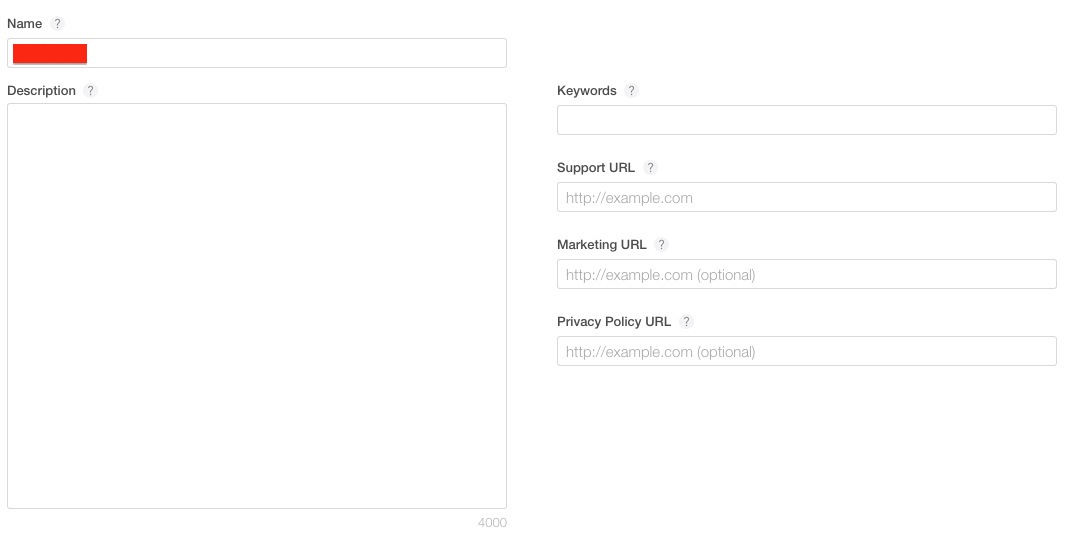 Name ?
Description ?
4000
Keywords ?
Support URL ?
http://example.com
Marketing URL ?
http://example.com (optional)
Privacy Policy URL ?
http://example.com (optional)